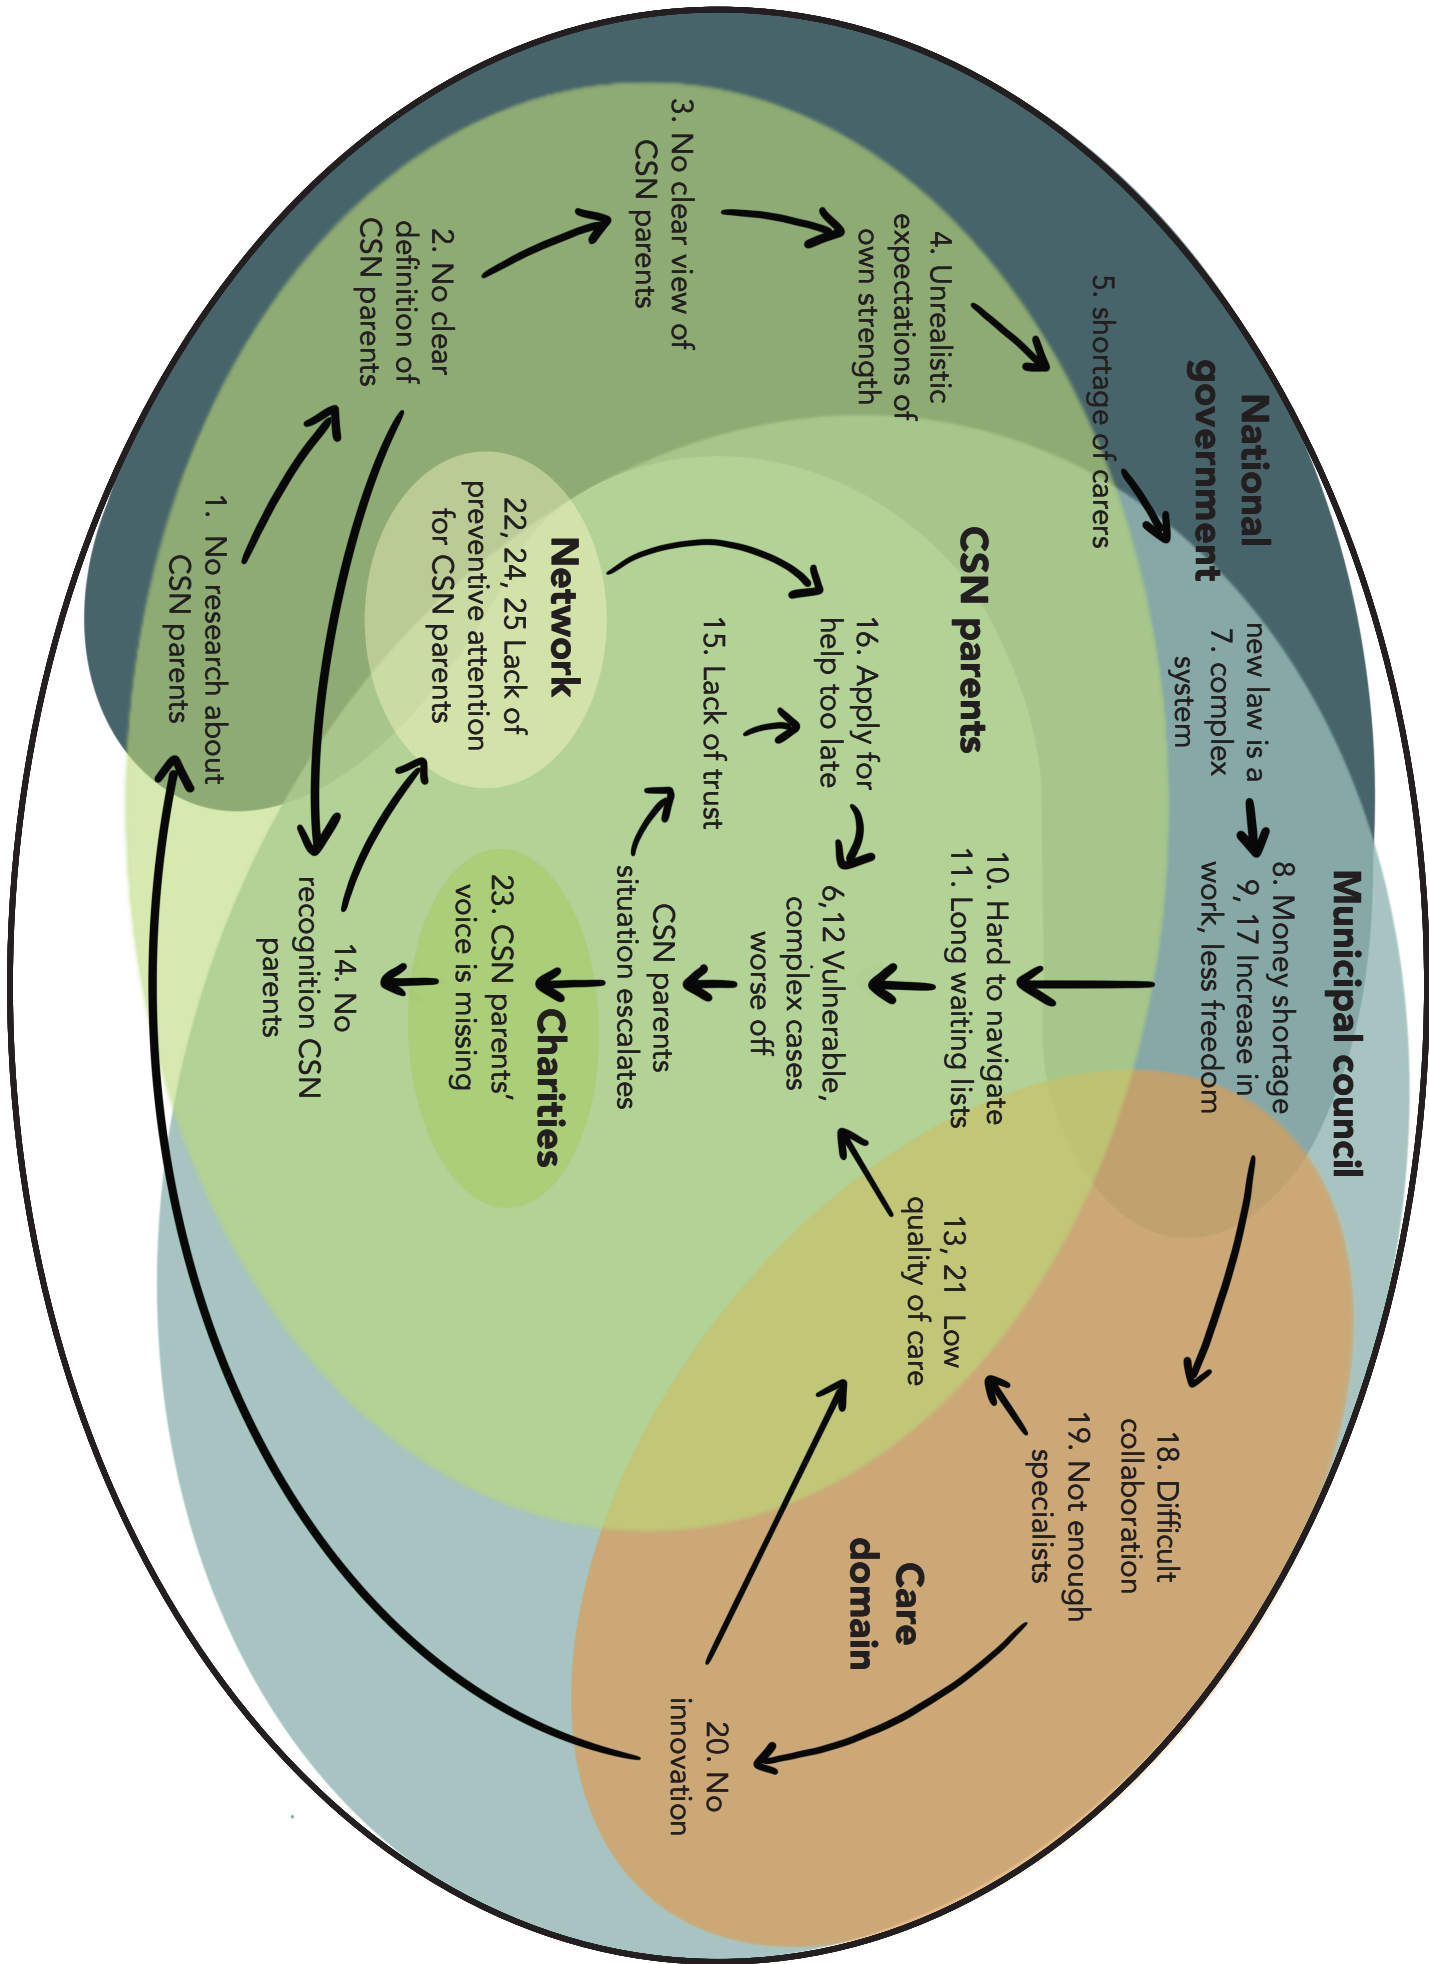 National
government
Municipal council
new law is a
7. complex
system
8. Money shortage
9, 17 Increase in
work, less freedom
5. shortage of carers
18. Difficult
collaboration
19. Not enough
specialists
4. Unrealistic
expectations of
own strength
CSN parents
10. Hard to navigate
11. Long waiting lists
13, 21 Low
quality of care
Care
domain
16. Apply for
help too late
6,12 Vulnerable,
complex cases
worse off
3. No clear view of
CSN parents
15. Lack of trust
CSN parents
situation escalates
20. No
innovation
Network
22, 24, 25 Lack of
preventive attention
for CSN parents
Charities
23. CSN parents’
voice is missing
2. No clear
definition of
CSN parents
14. No
recognition CSN
parents
1. No research about
CSN parents